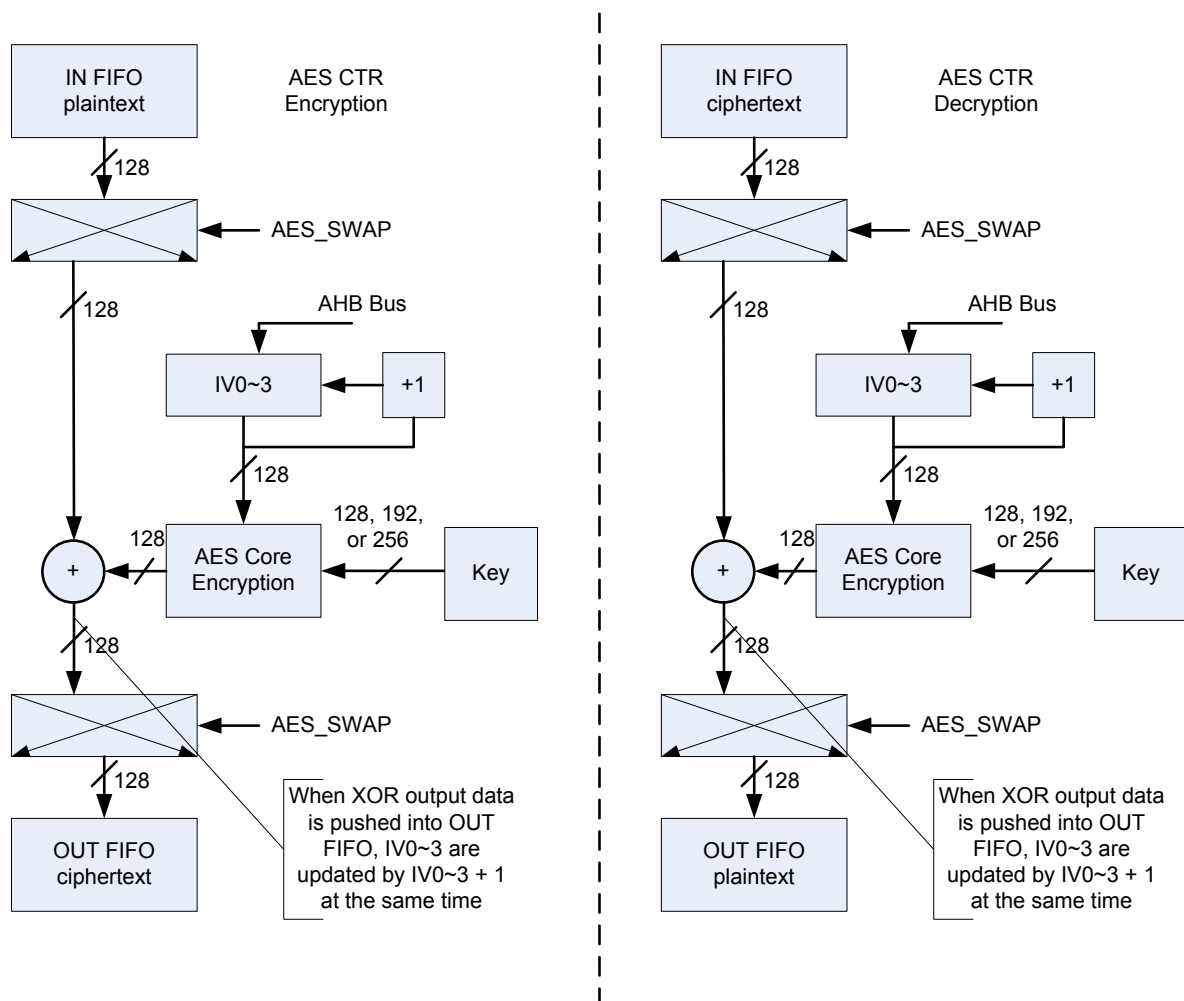 IN FIFO
plaintext
AES CTR
Encryption
128
AES_SWAP
128
AHB Bus
IV0~3
+1
128
128, 192,
or 256
128
+
AES Core
Encryption
Key
128
AES_SWAP
128
OUT FIFO
ciphertext
When XOR output data
is pushed into OUT
FIFO, IV0~3 are
updated by IV0~3 + 1
at the same time
IN FIFO
ciphertext
AES CTR
Decryption
128
AES_SWAP
128
AHB Bus
IV0~3
+1
128
128, 192,
or 256
128
+
AES Core
Encryption
Key
128
AES_SWAP
128
OUT FIFO
plaintext
When XOR output data
is pushed into OUT
FIFO, IV0~3 are
updated by IV0~3 + 1
at the same time